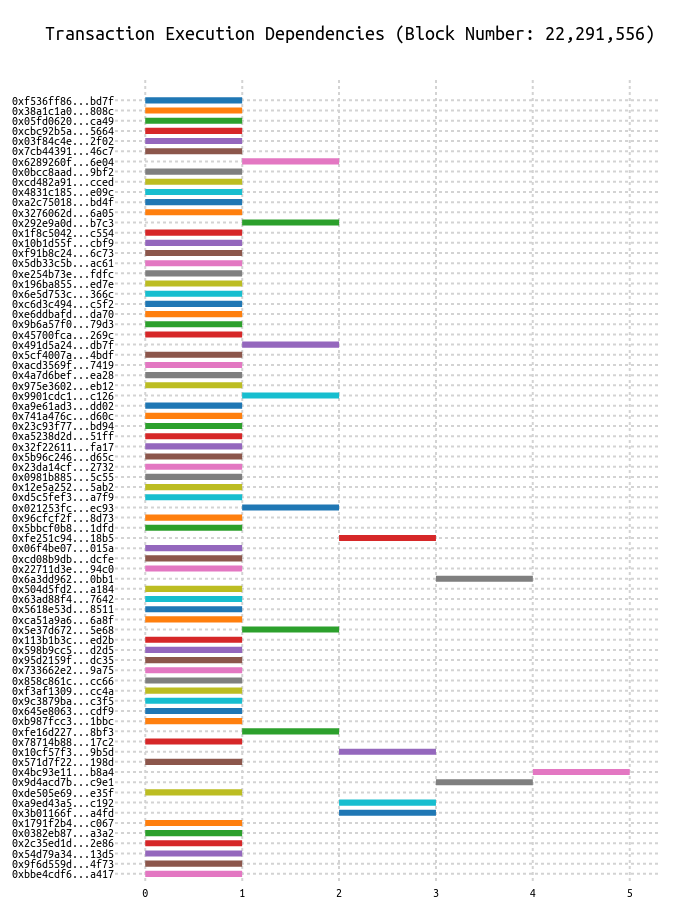 Transaction Execution Dependencies (Block Number: 22,291,556)
0xf536ff86...bd7f
0x38a1c1a0...808c
0x05fd0620...ca49
0xcbc92b5a...5664
0x03f84c4e...2f02
0x7cb44391...46c7
0x6289260f...6e04
0x0bcc8aad...9bf2
0xcd482a91...cced
0x4831c185...e09c
0xa2c75018...bd4f
0x3276062d...6a05
0x292e9a0d...b7c3
0x1f8c5042...c554
0x10b1d55f...cbf9
0xf91b8c24...6c73
0x5db33c5b...ac61
0xe254b73e...fdfc
0x196ba855...ed7e
0x6e5d753c...366c
0xc6d3c494...c5f2
0xe6ddbafd...da70
0x9b6a57f0...79d3
0x45700fca...269c
0x491d5a24...db7f
0x5cf4007a...4bdf
0xacd3569f...7419
0x4a7d6bef...ea28
0x975e3602...eb12
0x9901cdc1...c126
0xa9e61ad3...dd02
0x741a476c...d60c
0x23c93f77...bd94
0xa5238d2d...51ff
0x32f22611...fa17
0x5b96c246...d65c
0x23da14cf...2732
0x0981b885...5c55
0x12e5a252...5ab2
0xd5c5fef3...a7f9
0x021253fc...ec93
0x96cfcf2f...8d73
0x5bbcf0b8...1dfd
0xfe251c94...18b5
0x06f4be07...015a
0xcd08b9db...dcfe
0x22711d3e...94c0
0x6a3dd962...0bb1
0x504d5fd2...a184
0x63ad88f4...7642
0x5618e53d...8511
0xca51a9a6...6a8f
0x5e37d672...5e68
0x113b1b3c...ed2b
0x598b9cc5...d2d5
0x95d2159f...dc35
0x733662e2...9a75
0x858c861c...cc66
0xf3af1309...cc4a
0x9c3879ba...c3f5
0x645e8063...cdf9
0xb987fcc3...1bbc
0xfe16d227...8bf3
0x78714b88...17c2
0x10cf57f3...9b5d
0x571d7f22...198d
0x4bc93e11...b8a4
0x9d4acd7b...c9e1
0xde505e69...e35f
0xa9ed43a5...c192
0x3b01166f...a4fd
0x1791f2b4...c067
0x0382eb87...a3a2
0x2c35ed1d...2e86
0x54d79a34...13d5
0x9f6d559d...4f73
0xbbe4cdf6...a417
0 1 2 3 4 5